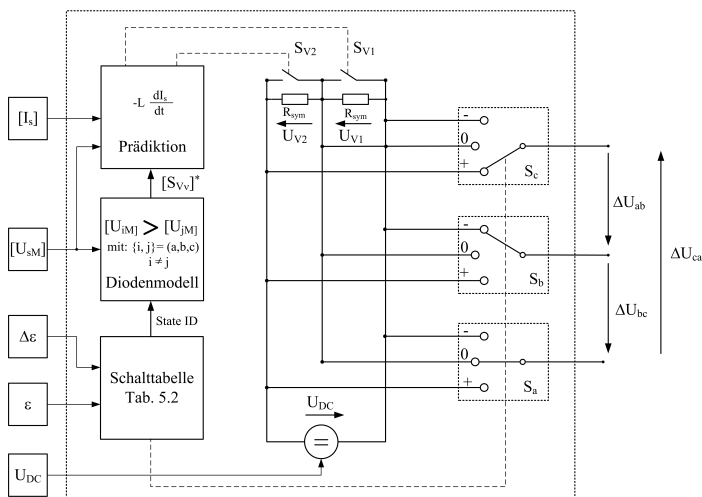 S_V2
S_V1
-L dI_s/dt
Prädiktion
[I_s]
R_sym
R_sym
U_V2
U_V1
-
0
+
S_c
[S_Vv]*
[U_iM] > [U_jM]
mit: {i, j}= (a,b,c)
i ≠ j
Diodenmodell
[U_sM]
-
0
+
S_b
ΔU_ab
ΔU_ca
ΔU_bc
State ID
Δε
Schalttabelle
Tab. 5.2
ε
-
0
+
S_a
U_DC
=
U_DC